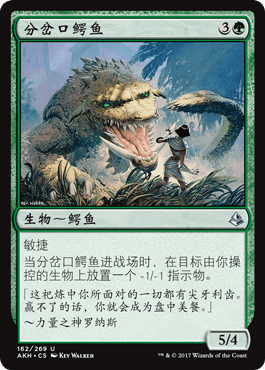 分岔口鳄鱼 3
KEV WALKER
生物～鳄鱼
敏捷
当分岔口鳄鱼进战场时，在目标由你操
控的生物上放置一个 -1/-1 指示物。
「这祀炼中你所面对的一切都有尖牙利齿。
赢不了的话，你就会成为盘中美餐。」
～力量之神罗纳斯
5/4
162/269 U
AKH • CS KEV WALKER
™ & © 2017 Wizards of the Coast